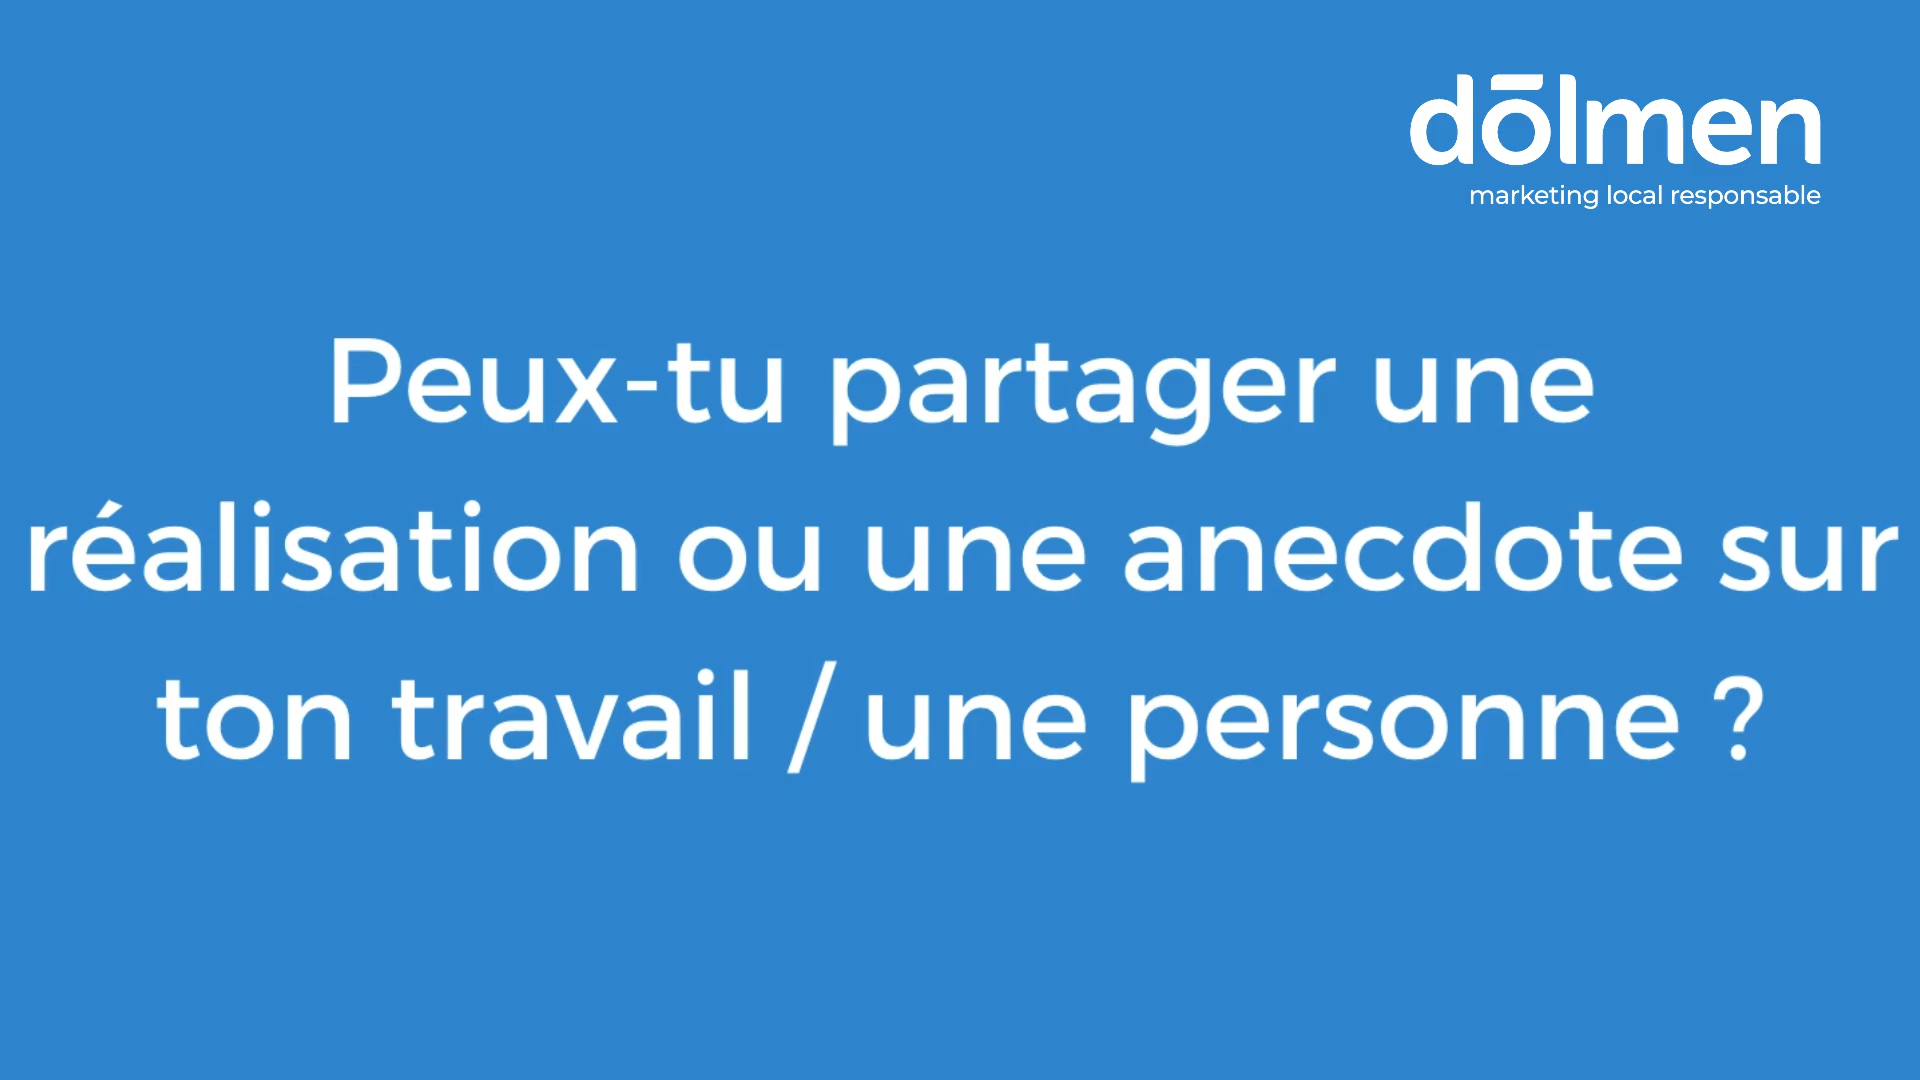 dōlmen
marketing local responsable
Peux-tu partager une
réalisation ou une anecdote sur
ton travail / une personne ?